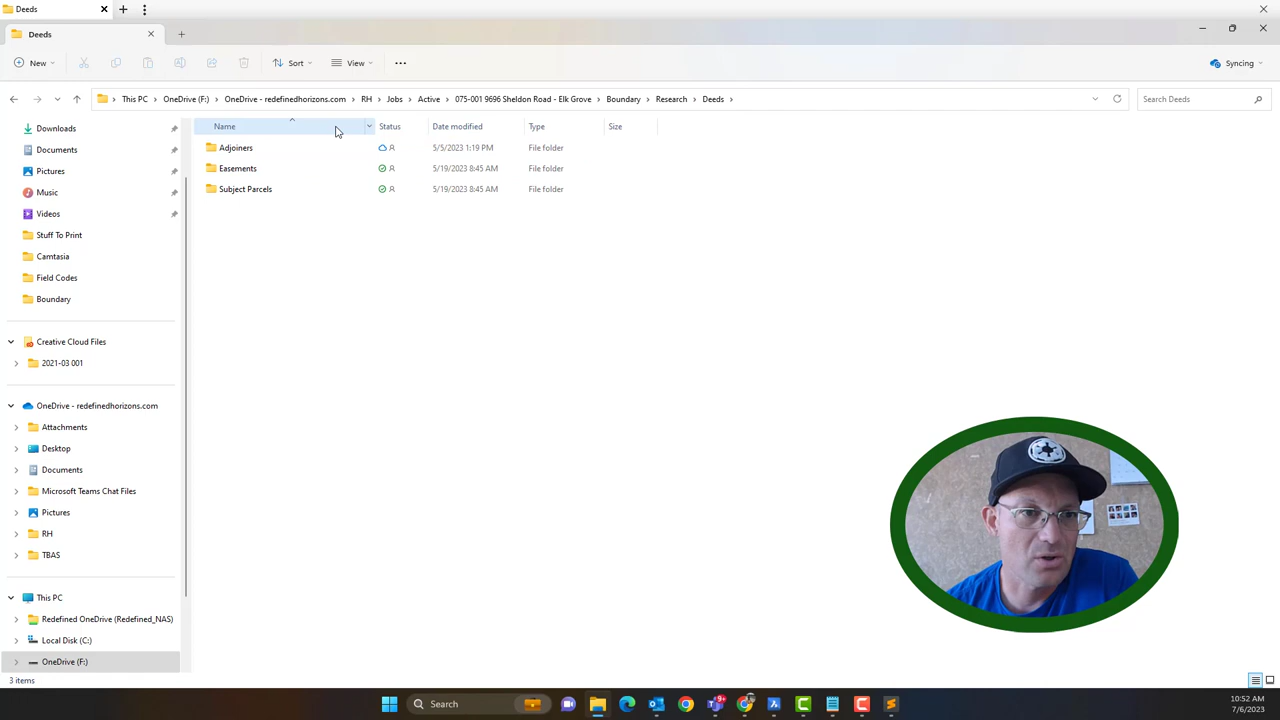 Deeds
Deeds
New
Sort
View
Syncing
This PC
OneDrive (F:)
OneDrive - redefinedhorizons.com
RH
Jobs
Active
075-001 9696 Sheldon Road - Elk Grove
Boundary
Research
Deeds
Search Deeds
Name
Status
Date modified
Type
Size
Adjoiners
5/5/2023 1:19 PM
File folder
Easements
5/19/2023 8:45 AM
File folder
Subject Parcels
5/19/2023 8:45 AM
File folder
Downloads
Documents
Pictures
Music
Videos
Stuff To Print
Camtasia
Field Codes
Boundary
Creative Cloud Files
2021-03 001
OneDrive - redefinedhorizons.com
Attachments
Desktop
Documents
Microsoft Teams Chat Files
Pictures
RH
TBAS
This PC
Redefined OneDrive (Redefined_NAS)
Local Disk (C:)
OneDrive (F:)
3 items
Search
9+
10:52 AM
7/6/2023